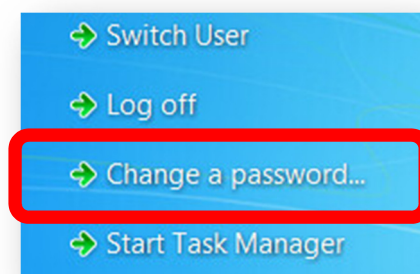 Switch User
Log off
Change a password...
Start Task Manager